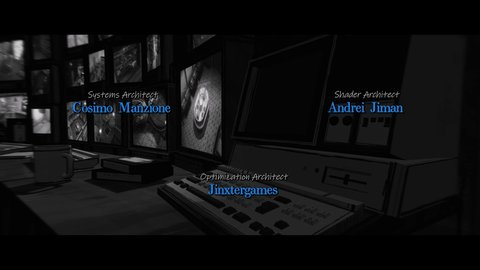 Systems Architect
Cosimo Manzione
Shader Architect
Andrei Jiman
Optimization Architect
Jinxtergames